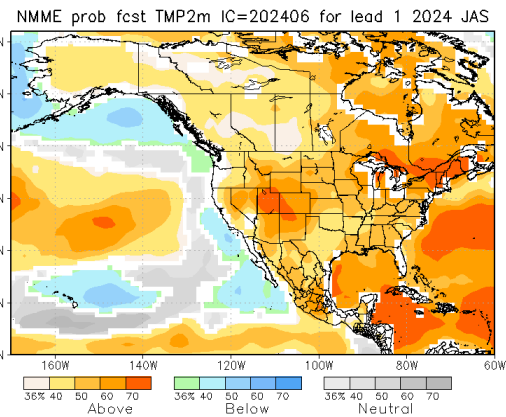 NMME prob fcst TMP2m IC=202406 for lead 1 2024 JAS
N
N
N
N
N
N
N
160W 140W 120W 100W 80W 60W
36% 40 50 60 70 36% 40 50 60 70 36% 40 50 60 70
Above Below Neutral